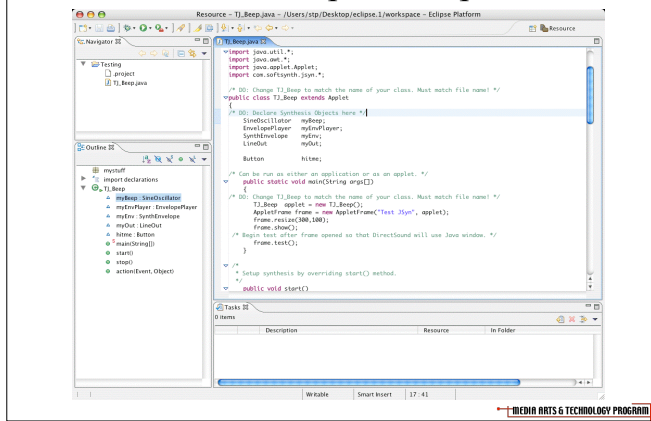 Resource - TJ_Beep.java - /Users/stp/Desktop/eclipse.1/workspace - Eclipse Platform
Resource
Navigator
Testing
.project
TJ_Beep.java
Outline
mystuff
import declarations
TJ_Beep
myBeep : SineOscillator
myEnvPlayer : EnvelopePlayer
myEnv : SynthEnvelope
myOut : LineOut
hitme : Button
main(String[])
start()
stop()
action(Event, Object)
TJ_Beep.java
import java.util.*;
import java.awt.*;
import java.applet.Applet;
import com.softsynth.jsyn.*;
/* DO: Change TJ_Beep to match the name of your class. Must match file name! */
public class TJ_Beep extends Applet
{
/* DO: Declare Synthesis Objects here */
SineOscillator myBeep;
EnvelopePlayer myEnvPlayer;
SynthEnvelope myEnv;
LineOut myOut;
Button hitme;
/* Can be run as either an application or as an applet. */
public static void main(String args[])
{
/* DO: Change TJ_Beep to match the name of your class. Must match file name! */
TJ_Beep applet = new TJ_Beep();
AppletFrame frame = new AppletFrame("Test JSyn", applet);
frame.resize(300,100);
frame.show();
/* Begin test after frame opened so that DirectSound will use Java window. */
frame.test();
}
/*
* Setup synthesis by overriding start() method.
*/
public void start()
Tasks
0 items
Description Resource In Folder
Writable Smart Insert 17 : 41
MEDIA ARTS & TECHNOLOGY PROGRAM